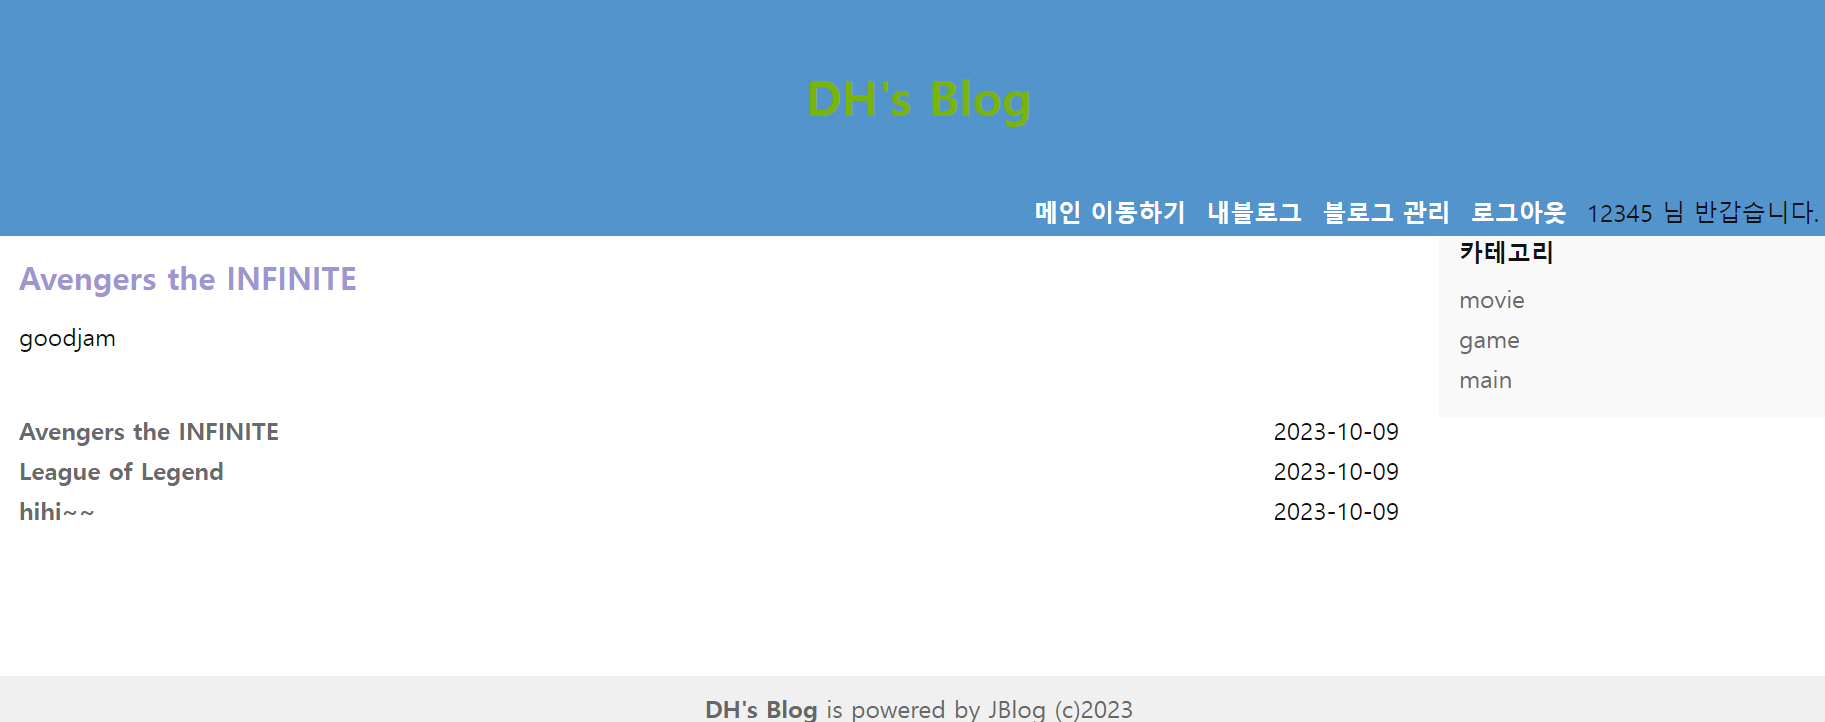 DH's Blog
메인 이동하기 내블로그 블로그 관리 로그아웃 12345 님 반갑습니다.
Avengers the INFINITE
goodjam
Avengers the INFINITE 2023-10-09
League of Legend 2023-10-09
hihi~~ 2023-10-09
카테고리
movie
game
main
DH's Blog is powered by JBlog (c)2023